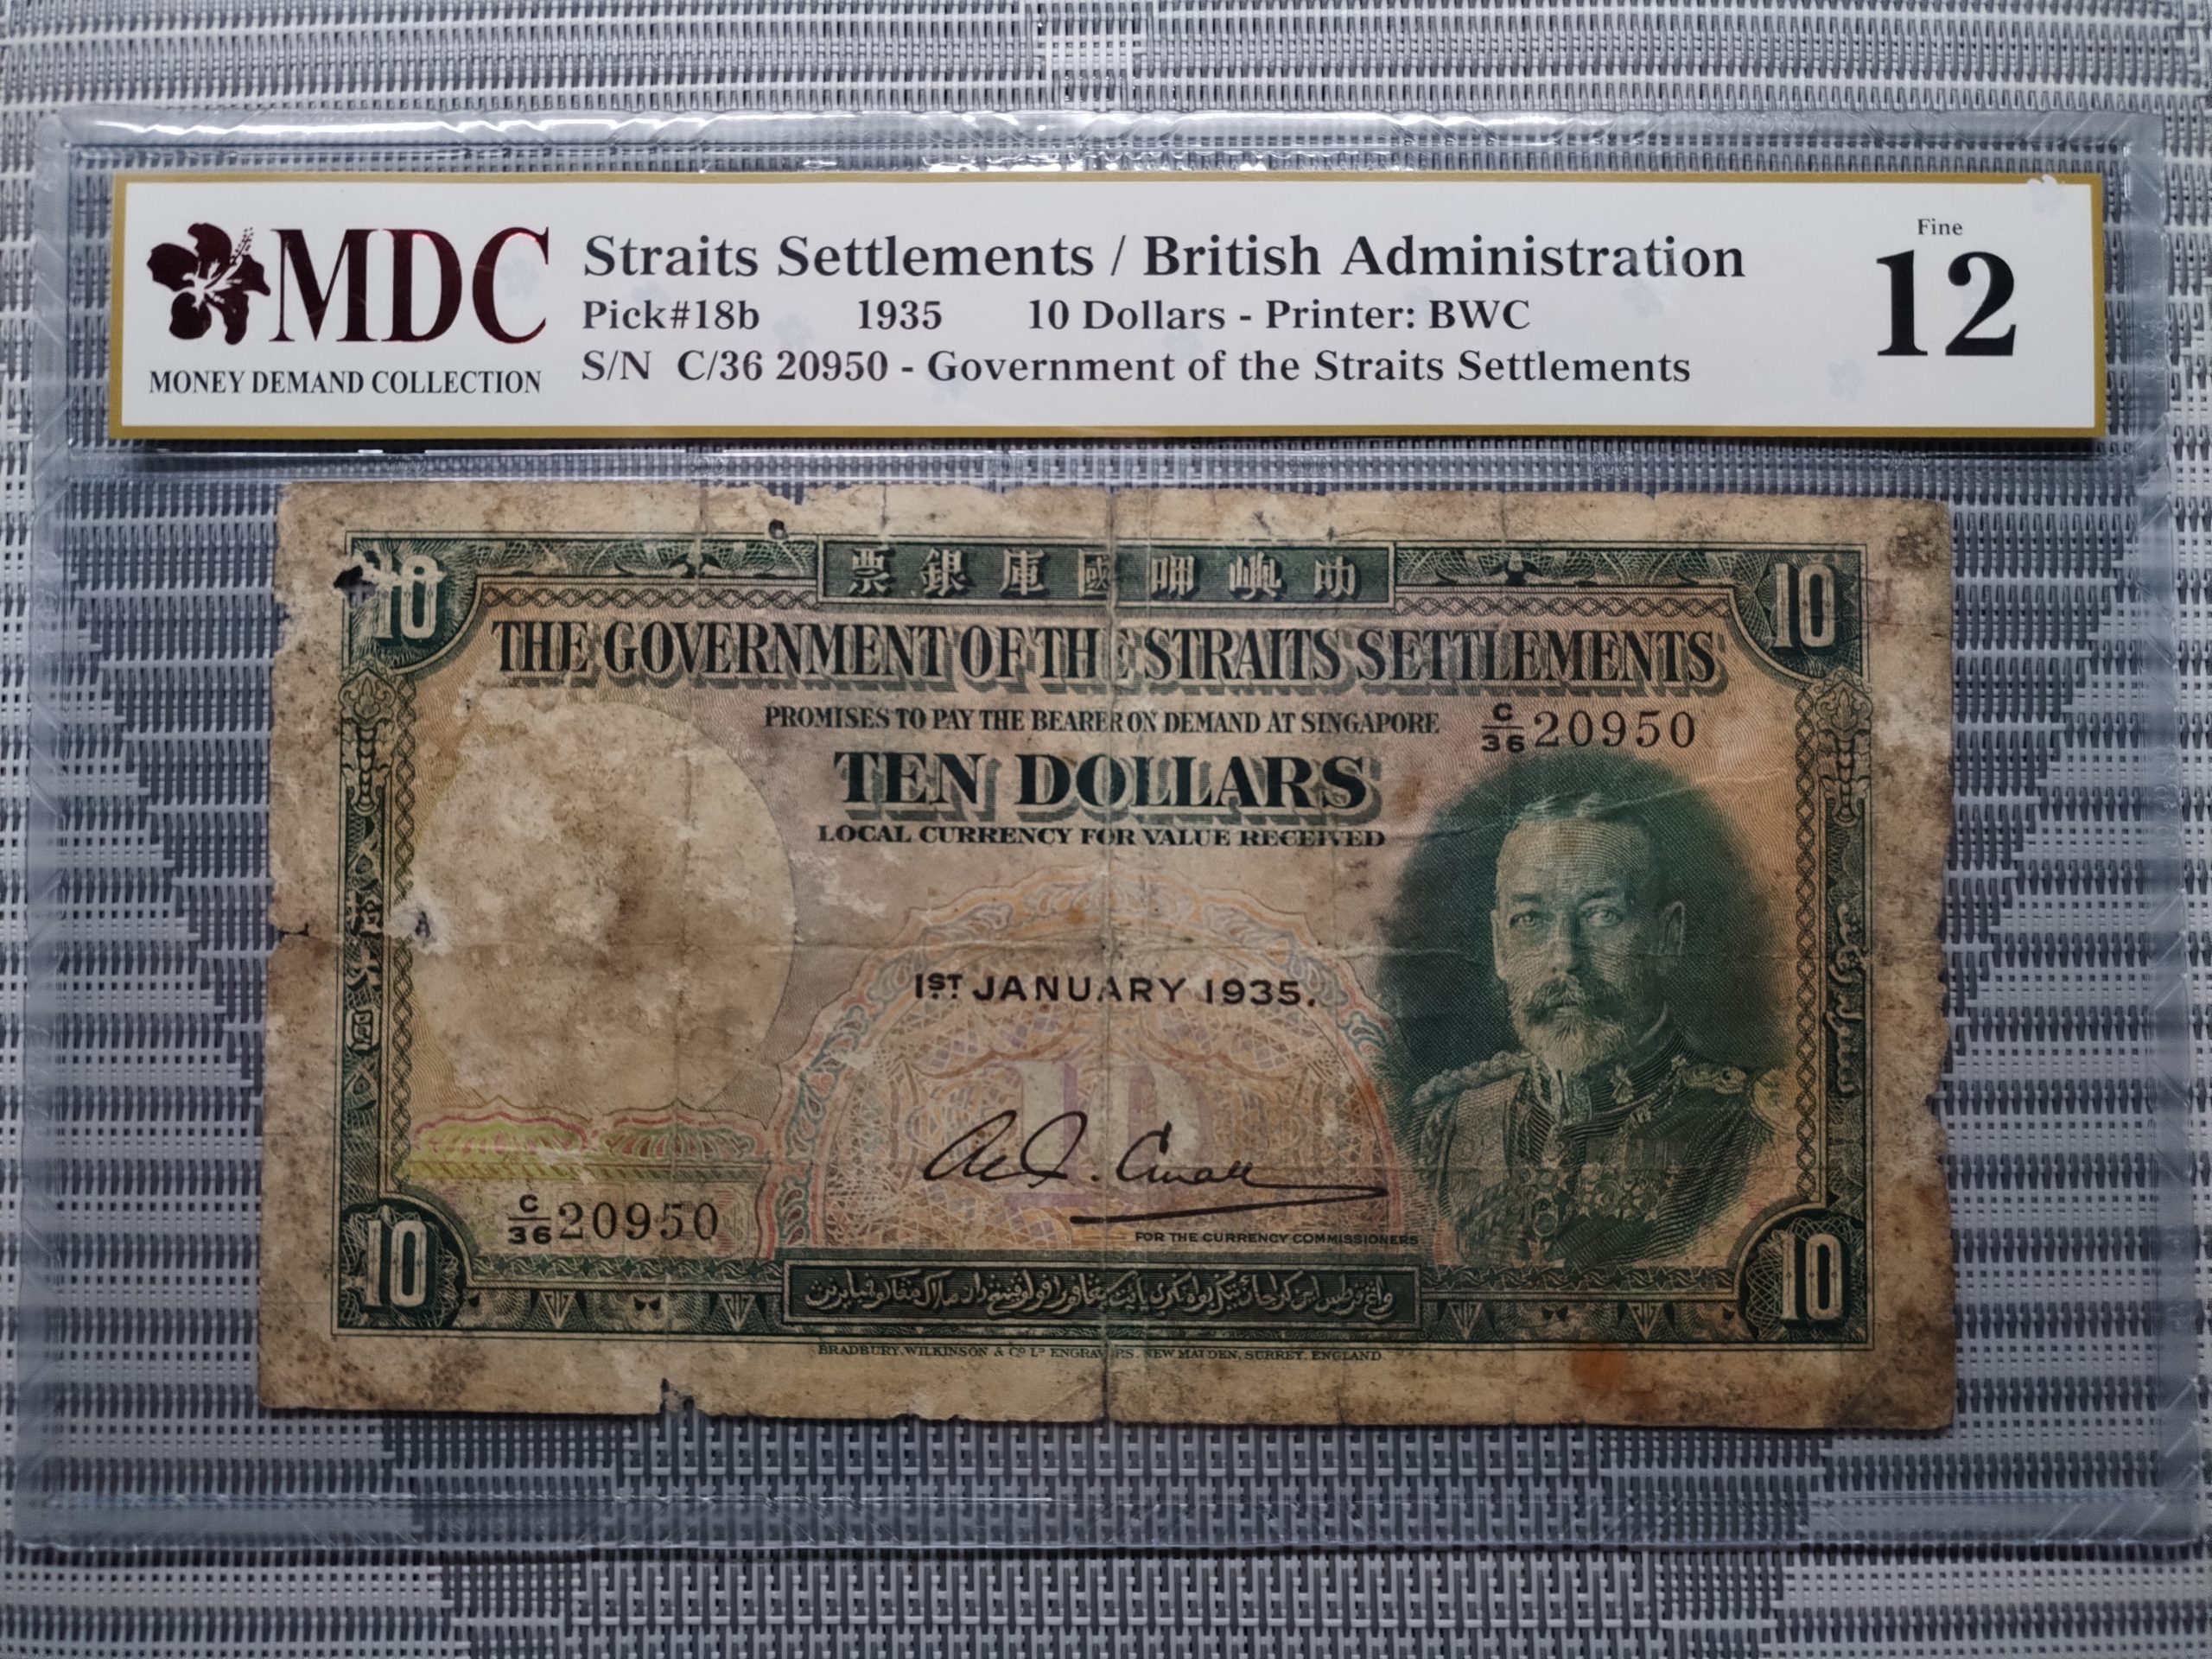 MDC
MONEY DEMAND COLLECTION
Straits Settlements / British Administration
Pick#18b 1935 10 Dollars - Printer: BWC
S/N C/36 20950 - Government of the Straits Settlements
Fine
12
10
票銀庫國㖿嶼叻
10
THE GOVERNMENT OF THE STRAITS SETTLEMENTS
PROMISES TO PAY THE BEARER ON DEMAND AT SINGAPORE
C/36 20950
TEN DOLLARS
LOCAL CURRENCY FOR VALUE RECEIVED
A
1ST JANUARY 1935.
10
C/36 20950
FOR THE CURRENCY COMMISSIONERS
10
10
BRADBURY, WILKINSON & Co Ld ENGRAVERS, NEW MALDEN, SURREY, ENGLAND